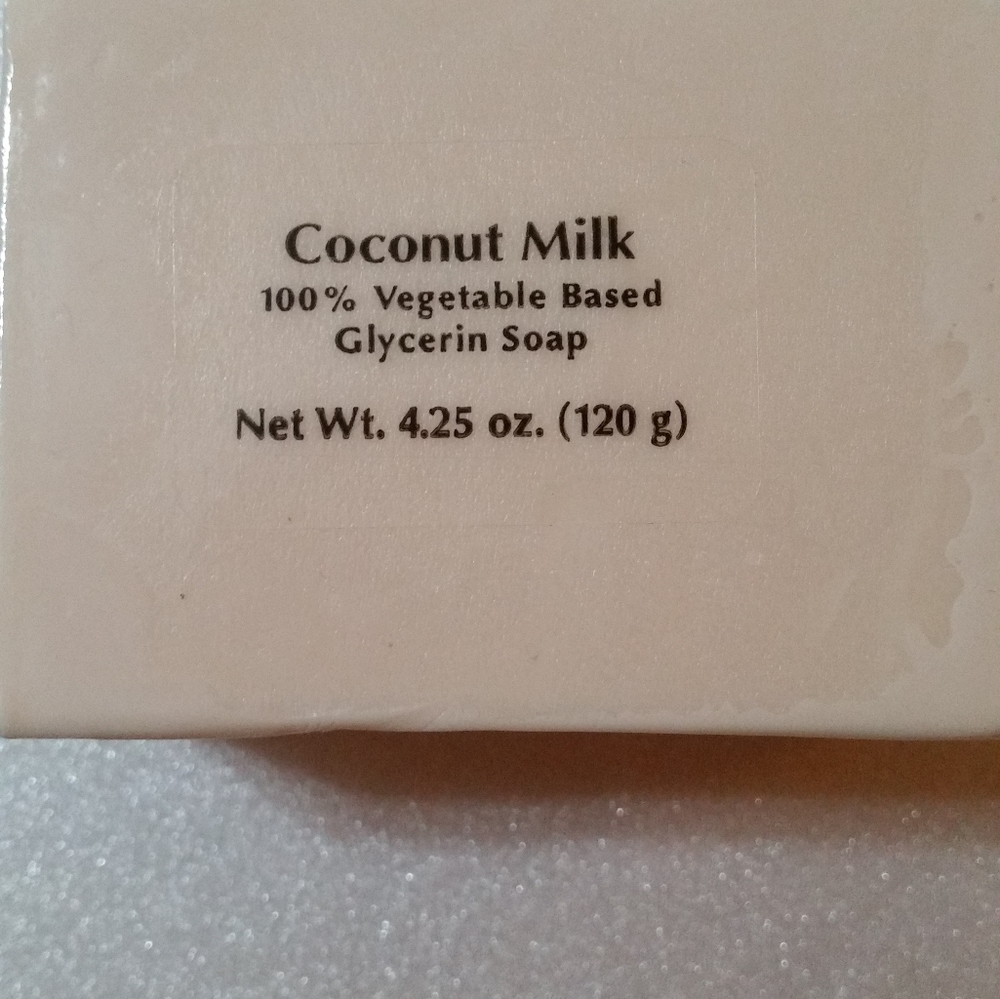 Coconut Milk
100% Vegetable Based
Glycerin Soap
Net Wt. 4.25 oz. (120 g)